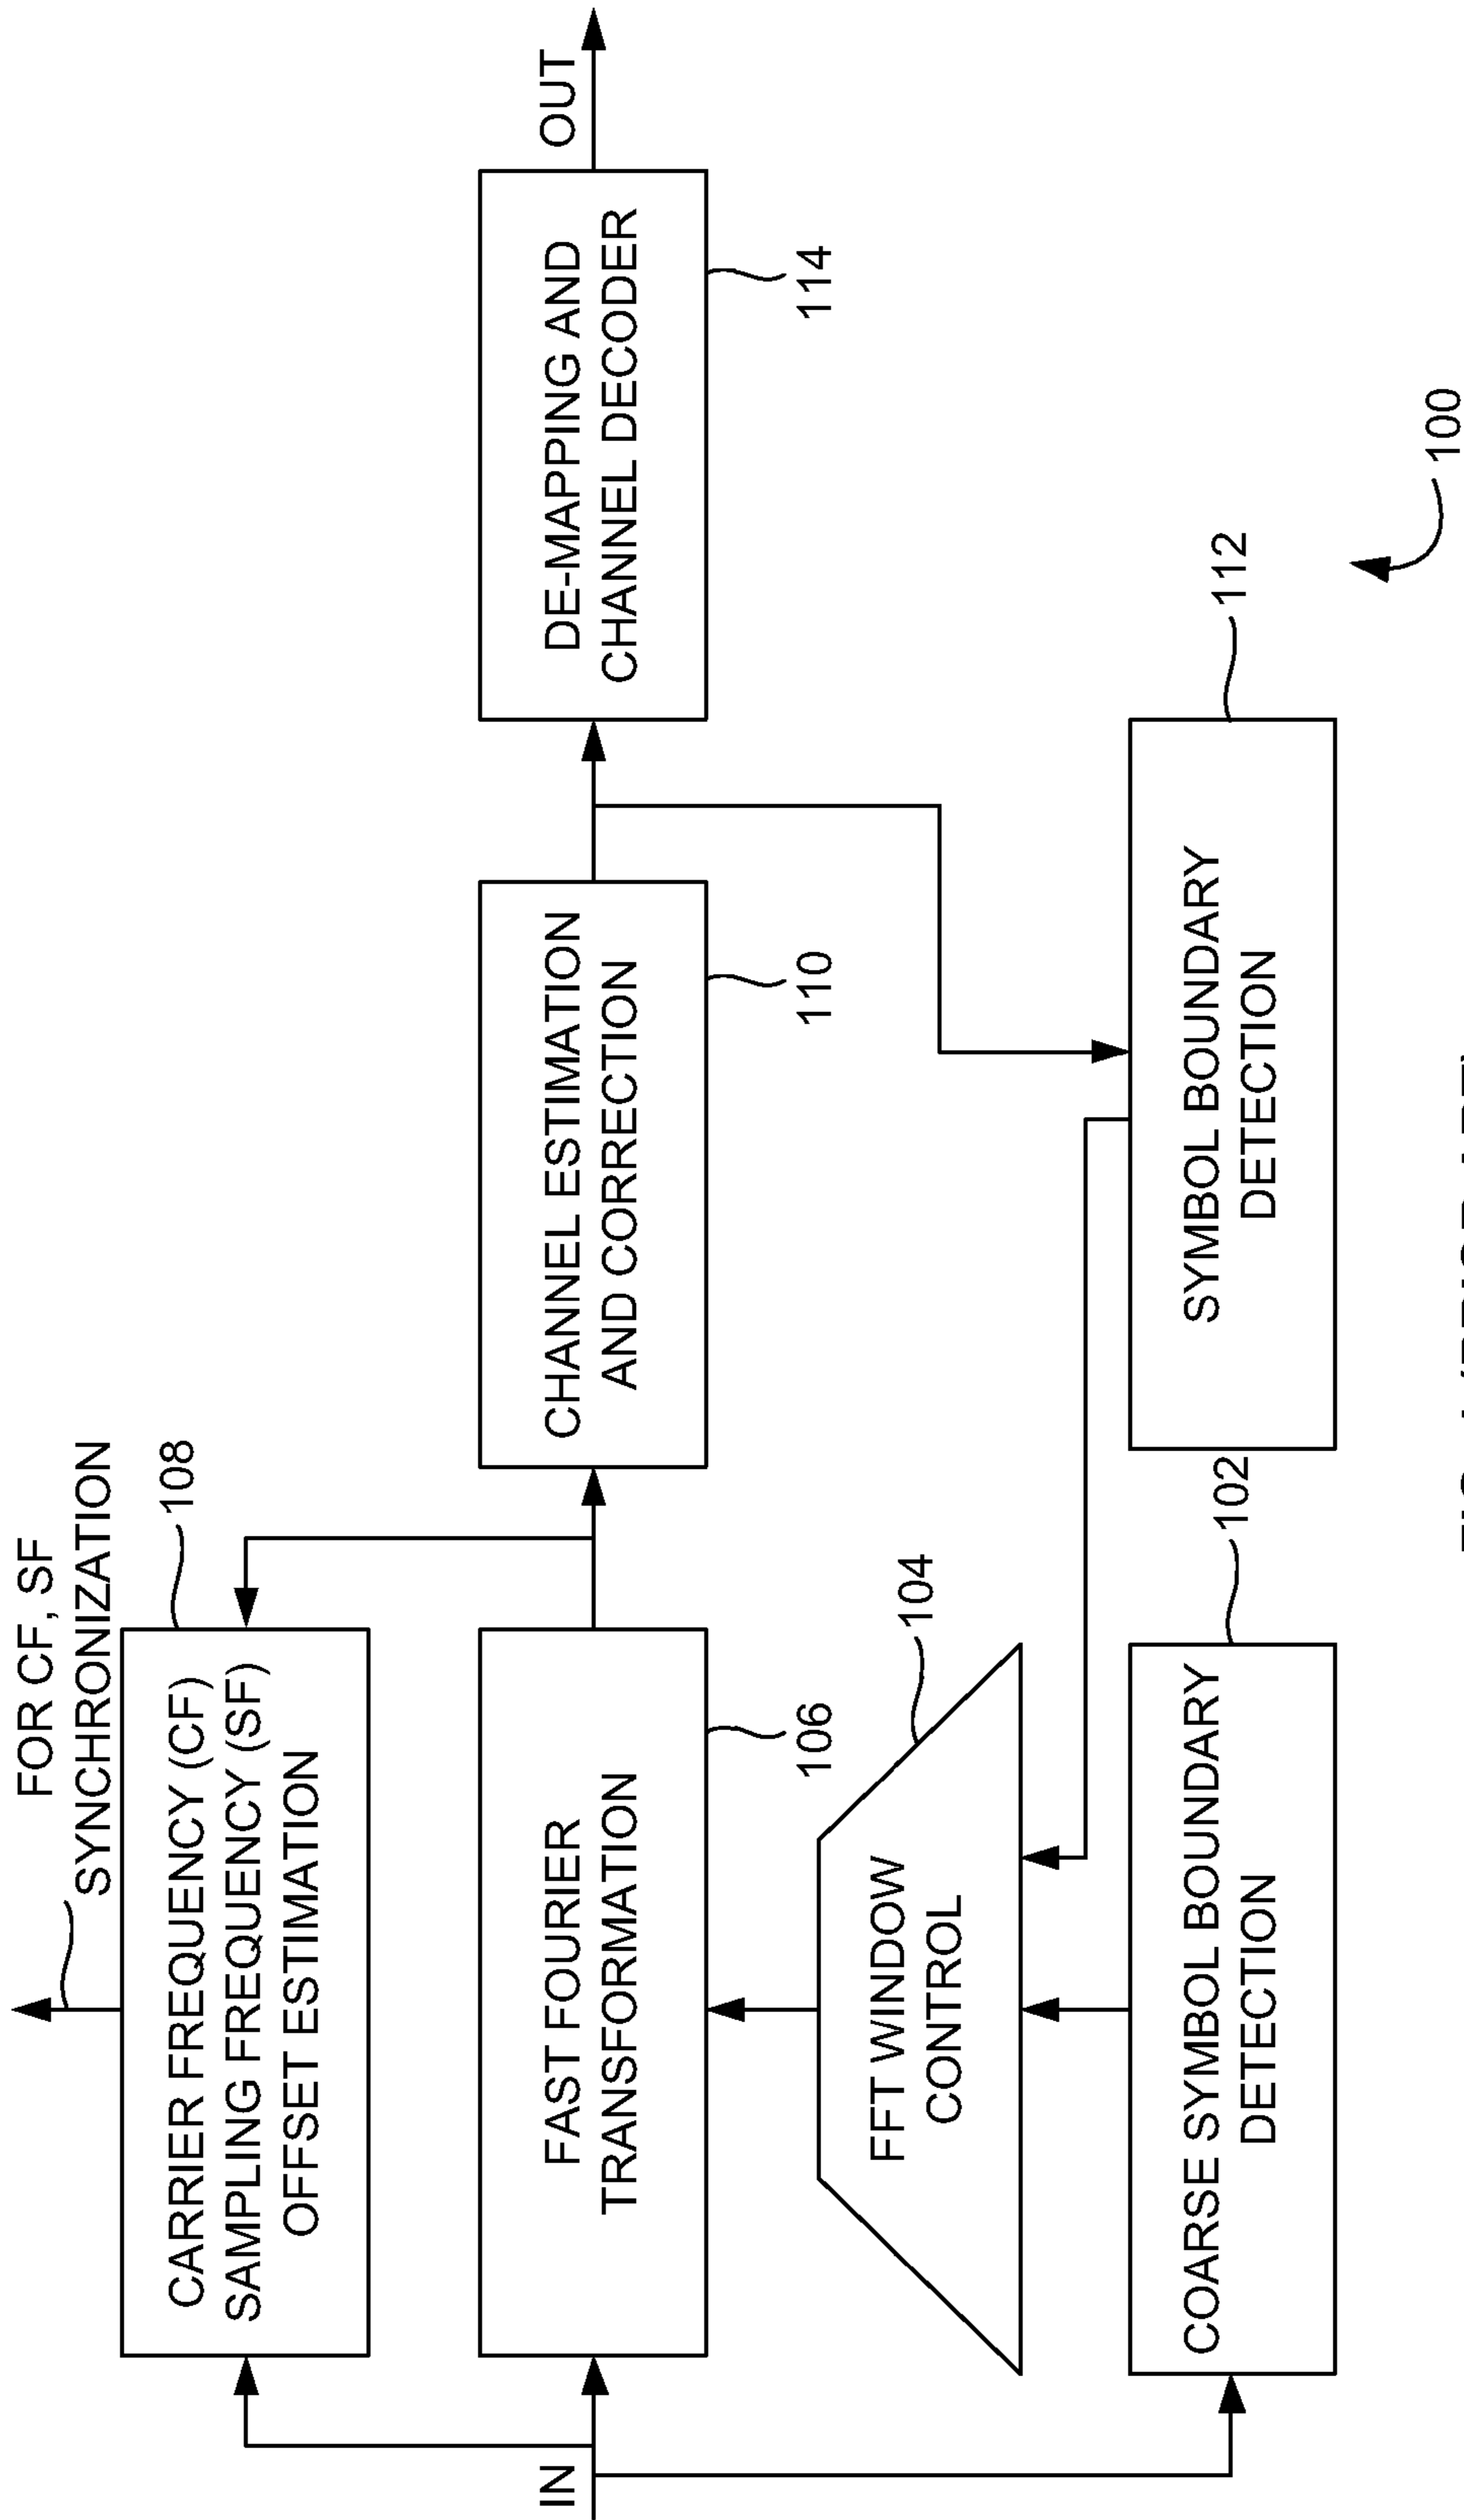 FOR CF, SF
SYNCHRONIZATION
CARRIER FREQUENCY (CF)
SAMPLING FREQUENCY (SF)
OFFSET ESTIMATION
108
IN
FAST FOURIER
TRANSFORMATION
106
CHANNEL ESTIMATION
AND CORRECTION
110
DE-MAPPING AND
CHANNEL DECODER
114
OUT
FFT WINDOW
CONTROL
104
COARSE SYMBOL BOUNDARY
DETECTION
102
SYMBOL BOUNDARY
DETECTION
112
100